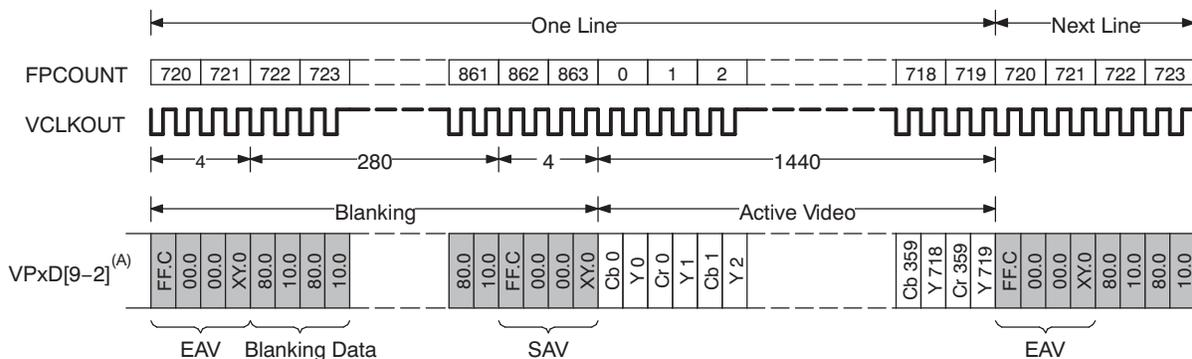 One Line Next Line
FPCOUNT 720 721 722 723 861 862 863 0 1 2 718 719 720 721 722 723
VCLKOUT
4 280 4 1440
Blanking Active Video
VPxD[9−2](A) FF.C 00.0 00.0 XY.0 80.0 10.0 80.0 10.0 80.0 10.0 FF.C 00.0 00.0 XY.0 Cb 0 Y 0 Cr 0 Y 1 Cb 1 Y 2 Cb 359 Y 718 Cr 359 Y 719 FF.C 00.0 00.0 XY.0 80.0 10.0 80.0 10.0
EAV Blanking Data SAV EAV